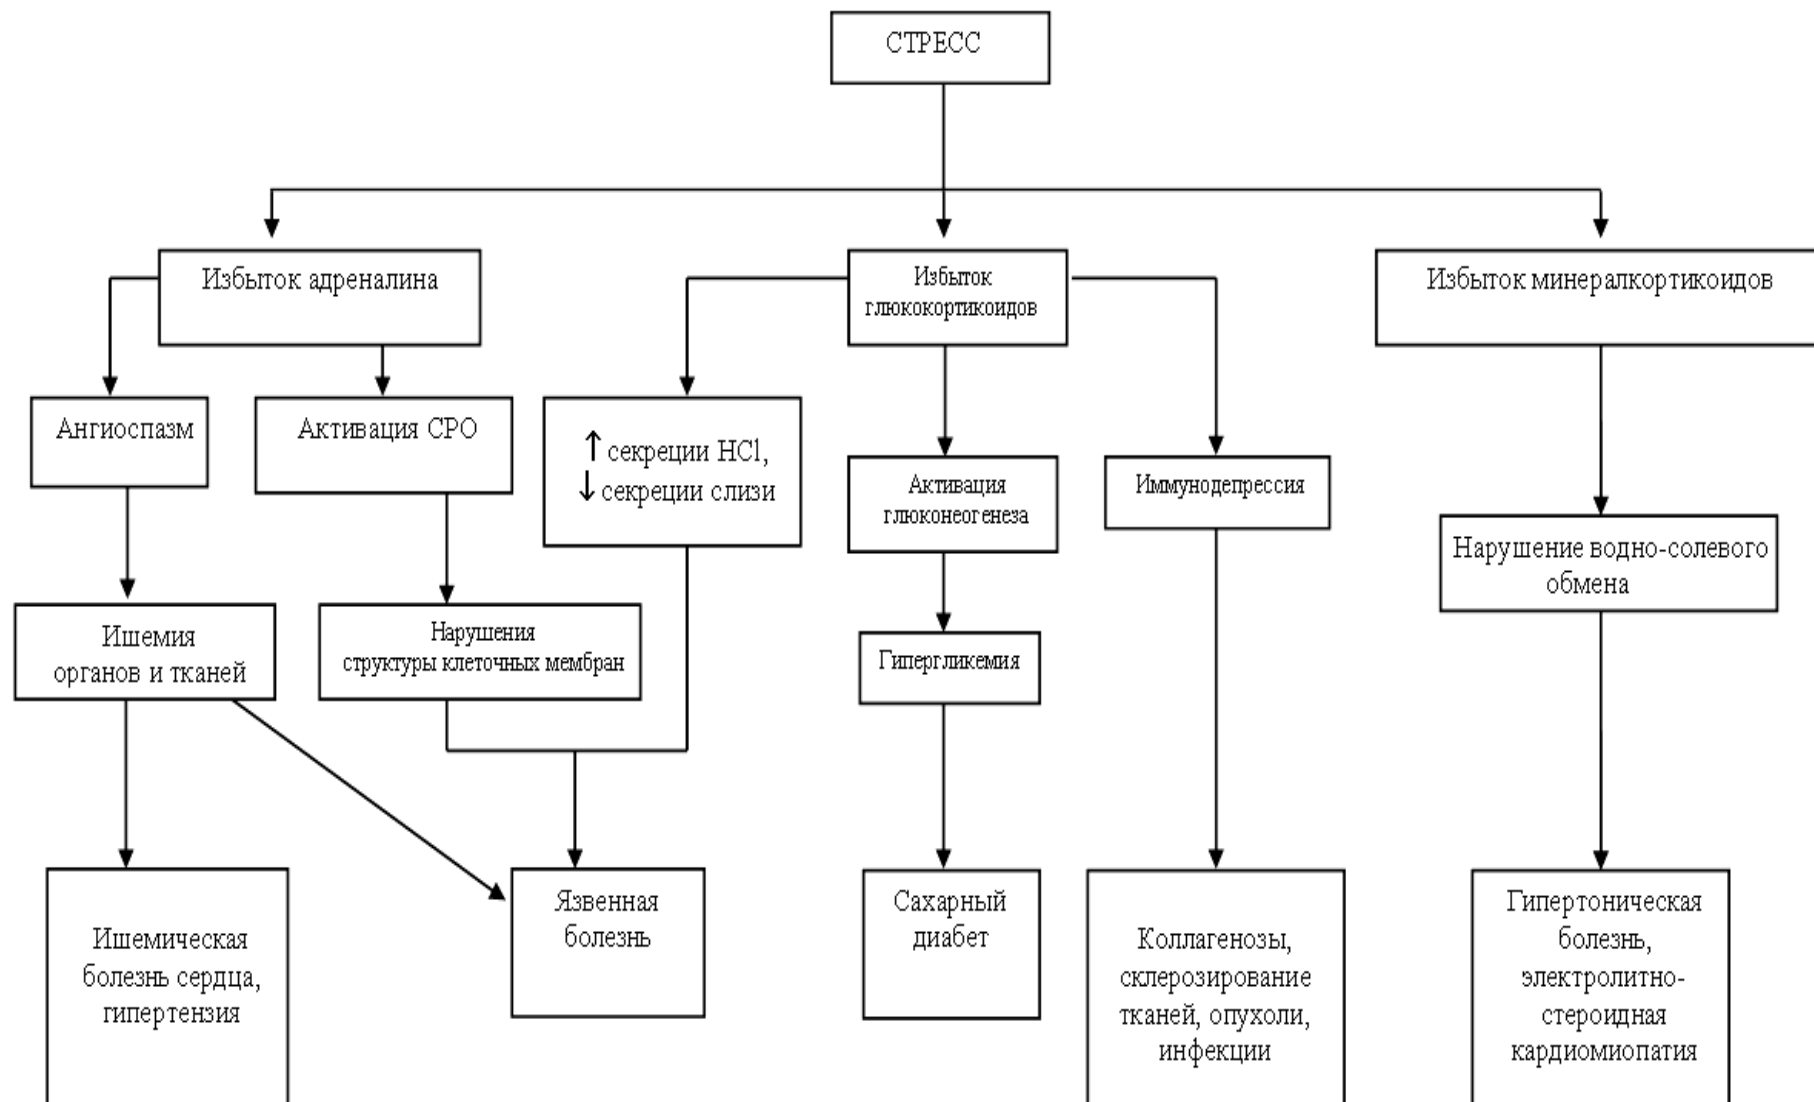 СТРЕСС
Избыток адреналина
Избыток
глюкокортикоидов
Избыток минералкортикоидов
Ангиоспазм
Активация СРО
↑ секреции HCl,
↓ секреции слизи
Активация
глюконеогенеза
Иммунодепрессия
Нарушение водно-солевого
обмена
Ишемия
органов и тканей
Нарушения
структуры клеточных мембран
Гипергликемия
Ишемическая
болезнь сердца,
гипертензия
Язвенная
болезнь
Сахарный
диабет
Коллагенозы,
склерозирование
тканей, опухоли,
инфекции
Гипертоническая
болезнь,
электролитно-
стероидная
кардиомиопатия